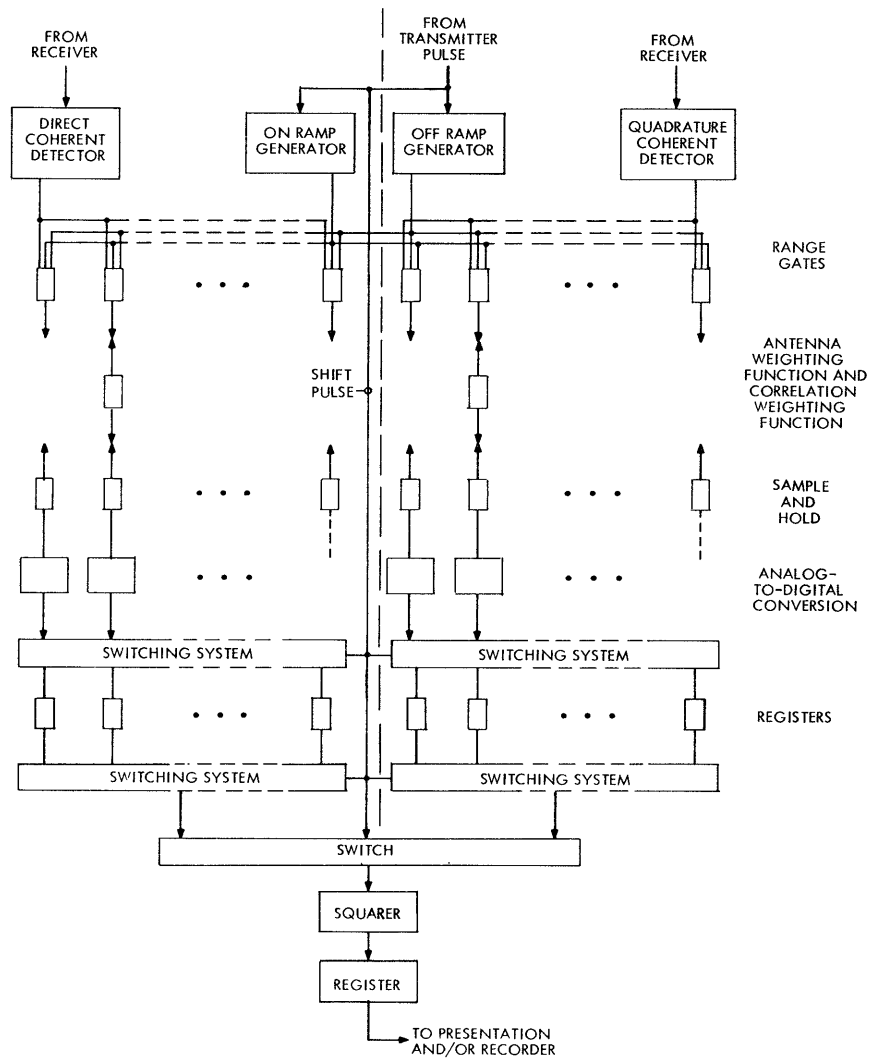 FROM
RECEIVER
FROM
TRANSMITTER
PULSE
FROM
RECEIVER
DIRECT
COHERENT
DETECTOR
ON RAMP
GENERATOR
OFF RAMP
GENERATOR
QUADRATURE
COHERENT
DETECTOR
RANGE
GATES
SHIFT
PULSE
ANTENNA
WEIGHTING
FUNCTION AND
CORRELATION
WEIGHTING
FUNCTION
SAMPLE
AND
HOLD
ANALOG-
TO-DIGITAL
CONVERSION
SWITCHING SYSTEM
SWITCHING SYSTEM
REGISTERS
SWITCHING SYSTEM
SWITCHING SYSTEM
SWITCH
SQUARER
REGISTER
TO PRESENTATION
AND/OR RECORDER